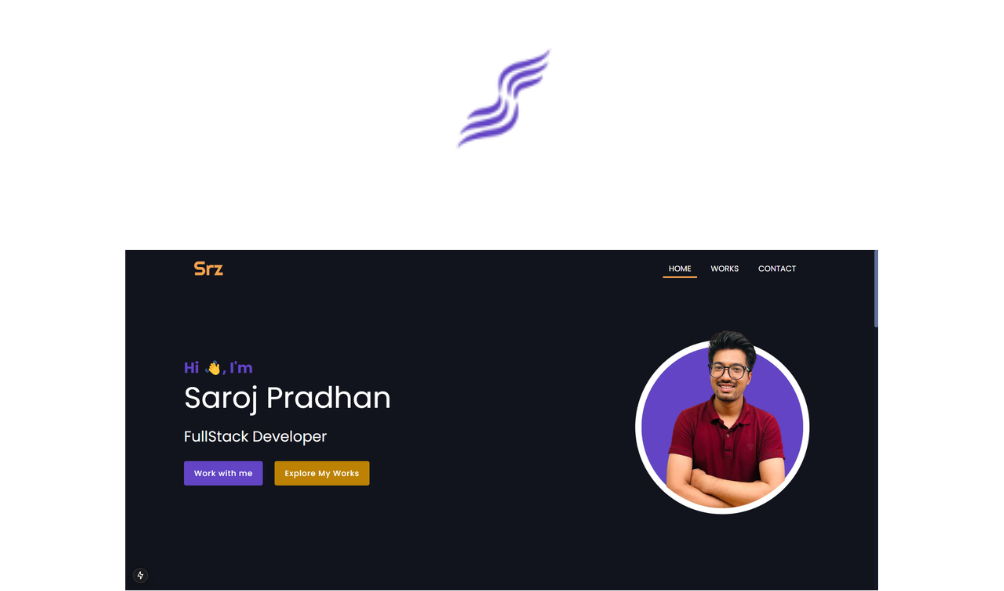 Srz
HOME WORKS CONTACT
Hi 👋, I'm
Saroj Pradhan
FullStack Developer
Work with me Explore My Works